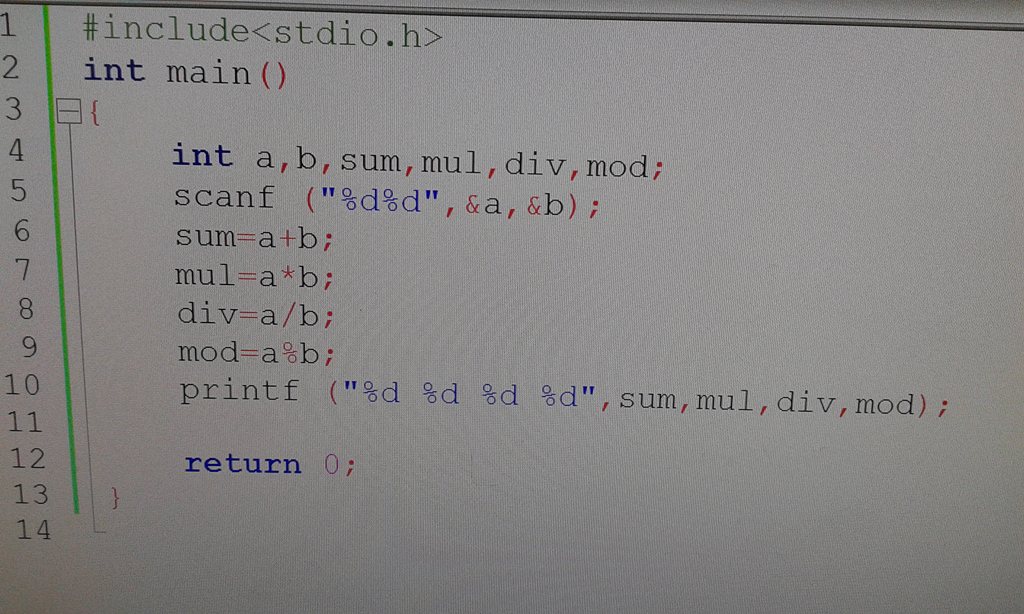 1 #include<stdio.h>
2 int main()
3 {
4 int a,b,sum,mul,div,mod;
5 scanf ("%d%d",&a,&b);
6 sum=a+b;
7 mul=a*b;
8 div=a/b;
9 mod=a%b;
10 printf ("%d %d %d %d",sum,mul,div,mod);
11
12 return 0;
13 }
14